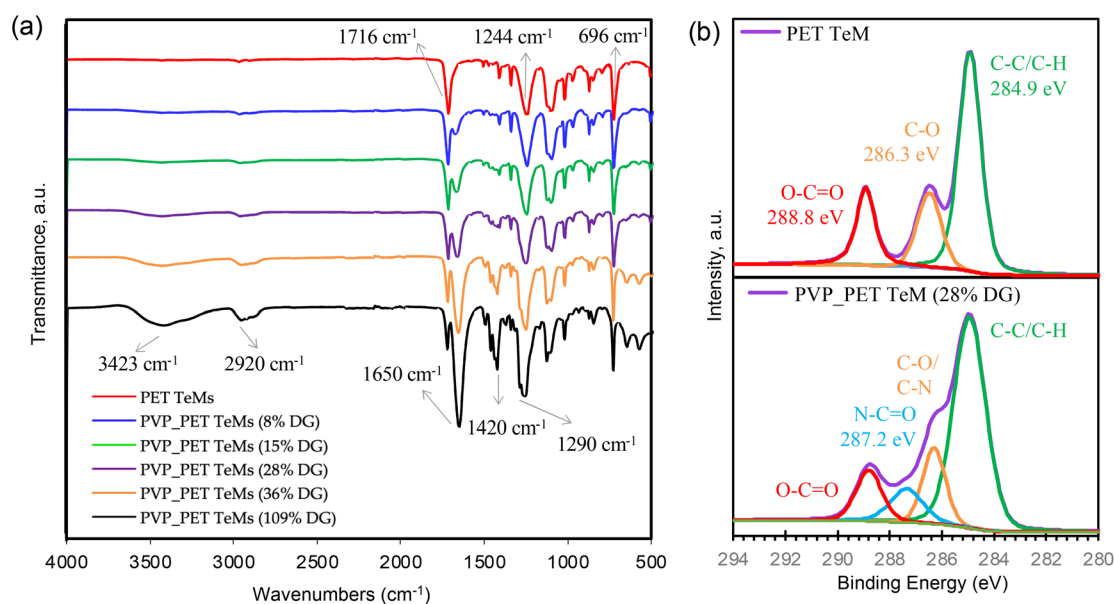 (a)
1716 cm-1
1244 cm-1
696 cm-1
Transmittance, a.u.
3423 cm-1
2920 cm-1
1650 cm-1
1420 cm-1
1290 cm-1
PET TeMs
PVP_PET TeMs (8% DG)
PVP_PET TeMs (15% DG)
PVP_PET TeMs (28% DG)
PVP_PET TeMs (36% DG)
PVP_PET TeMs (109% DG)
4000 3500 3000 2500 2000 1500 1000 500
Wavenumbers (cm-1)
(b)
PET TeM
C-C/C-H
284.9 eV
C-O
286.3 eV
O-C=O
288.8 eV
Intensity, a.u.
PVP_PET TeM (28% DG)
C-C/C-H
C-O/
C-N
N-C=O
287.2 eV
O-C=O
294 292 290 288 286 284 282 280
Binding Energy (eV)